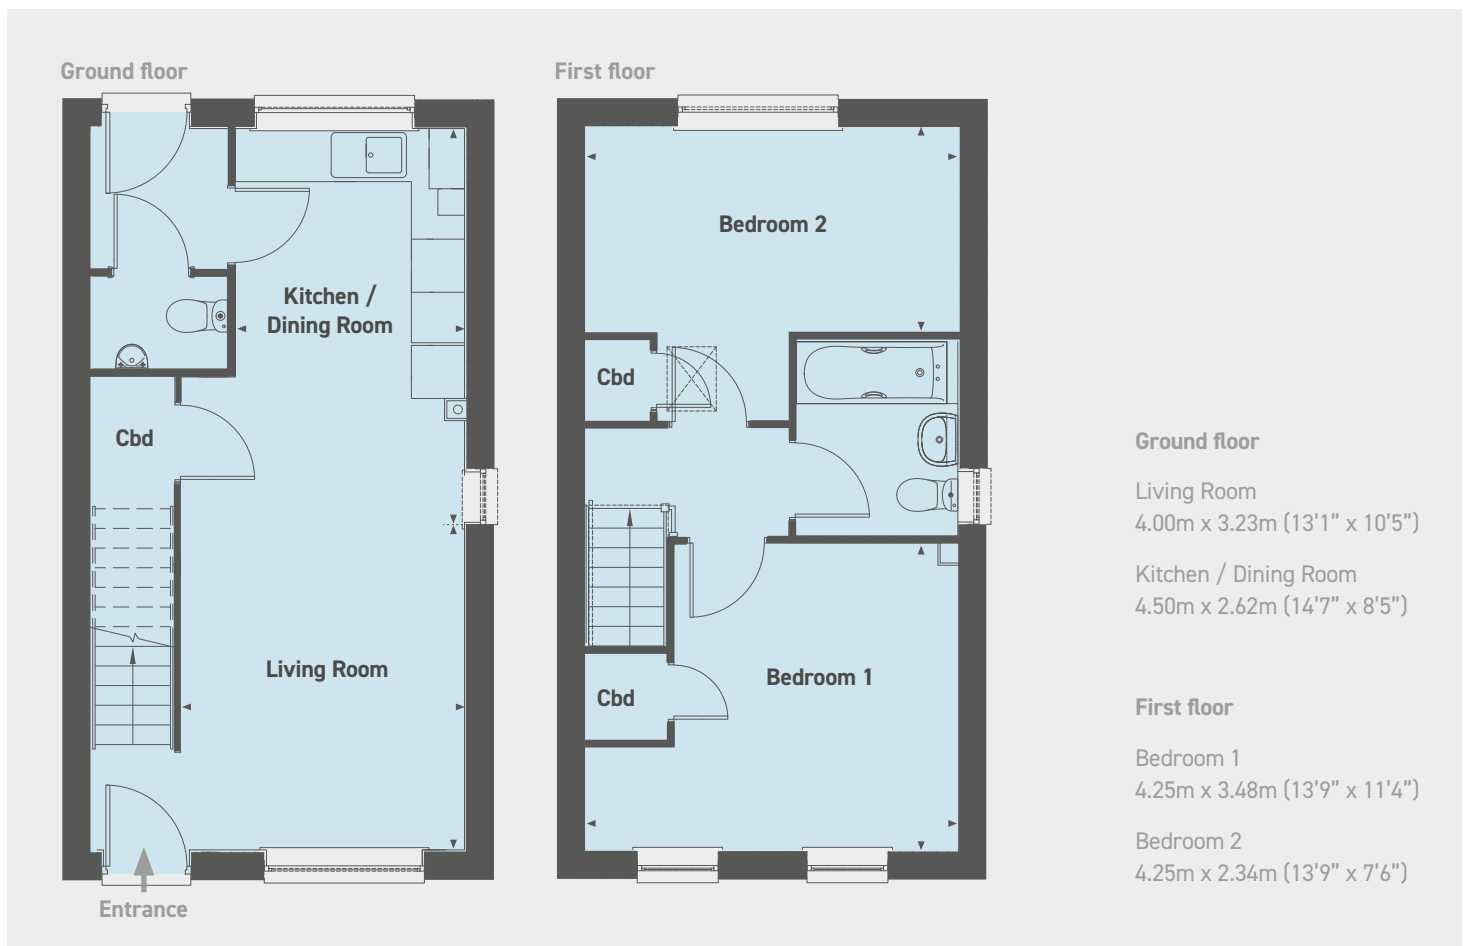 Ground floor
First floor
Bedroom 2
Kitchen /
Dining Room
Cbd
Cbd
Living Room
Bedroom 1
Cbd
Entrance
Ground floor
Living Room
4.00m x 3.23m (13’1” x 10’5”)
Kitchen / Dining Room
4.50m x 2.62m (14’7” x 8’5”)
First floor
Bedroom 1
4.25m x 3.48m (13’9” x 11’4”)
Bedroom 2
4.25m x 2.34m (13’9” x 7’6”)